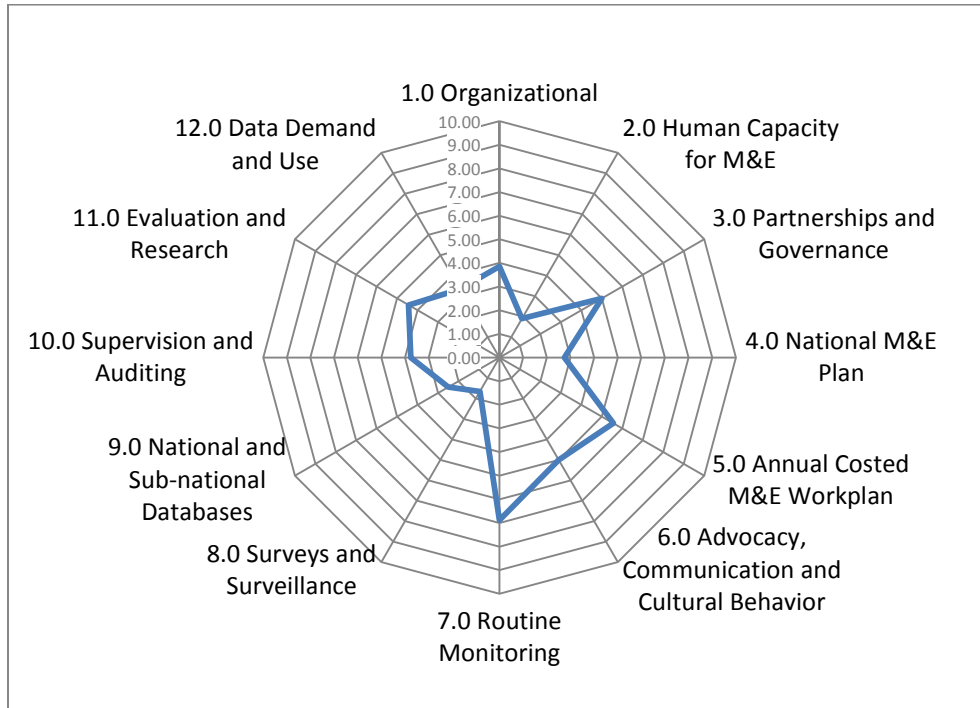 1.0 Organizational
2.0 Human Capacity
for M&E
3.0 Partnerships and
Governance
4.0 National M&E
Plan
5.0 Annual Costed
M&E Workplan
6.0 Advocacy,
Communication and
Cultural Behavior
7.0 Routine
Monitoring
8.0 Surveys and
Surveillance
9.0 National and
Sub-national
Databases
10.0 Supervision and
Auditing
11.0 Evaluation and
Research
12.0 Data Demand
and Use
10.00
9.00
8.00
7.00
6.00
5.00
4.00
3.00
2.00
1.00
0.00